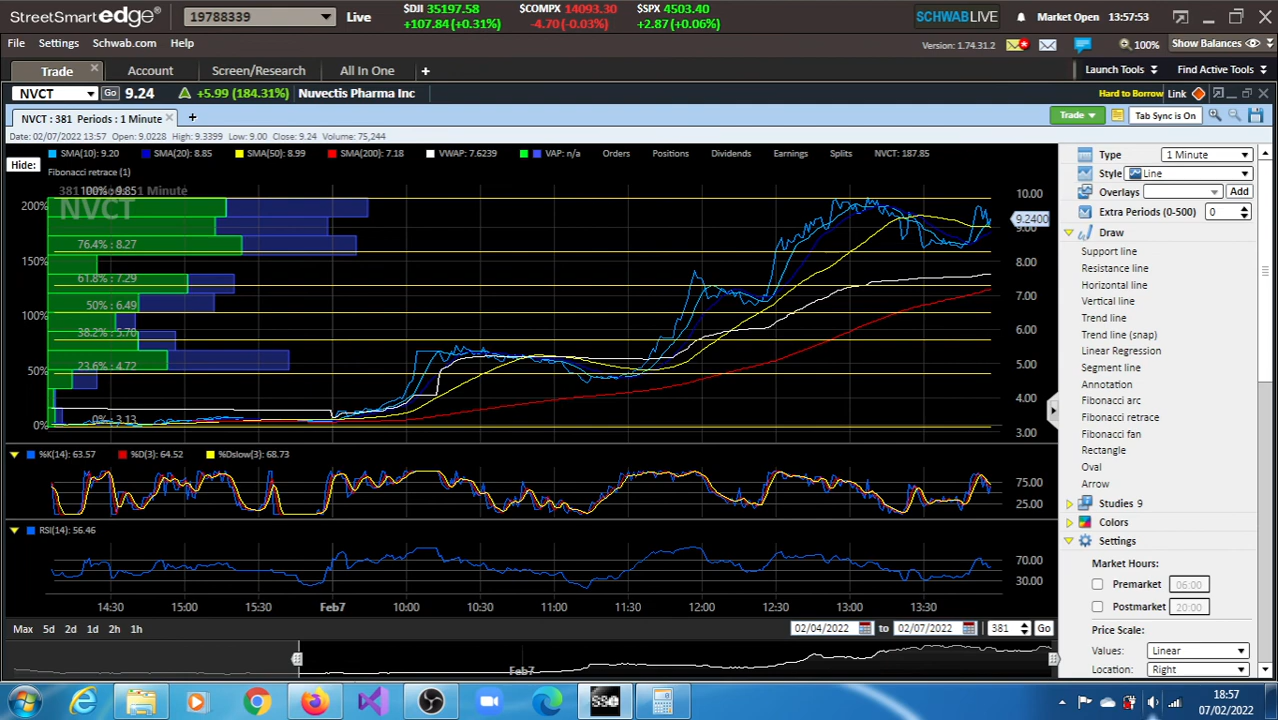 StreetSmart edge® 19788339 Live $DJI 35197.58 $COMPX 14093.30 $SPX 4503.40 SCHWABLIVE Market Open 13:57:53
+107.84 (+0.31%) -4.70 (-0.03%) +2.87 (+0.06%)
File Settings Schwab.com Help Version: 1.74.31.2 100% Show Balances
Trade Account Screen/Research All In One + Launch Tools Find Active Tools
NVCT Go 9.24 +5.99 (184.31%) Nuvectis Pharma Inc Hard to Borrow Link
NVCT : 381 Periods : 1 Minute + Trade Tab Sync is On
Date: 02/07/2022 13:57 Open: 9.0228 High: 9.3399 Low: 9.00 Close: 9.24 Volume: 75,244
SMA(10): 9.20 SMA(20): 8.85 SMA(50): 8.99 SMA(200): 7.18 VWAP: 7.6239 VAP: n/a Orders Positions Dividends Earnings Splits NVCT: 187.85
Hide:
Fibonacci retrace (1)
381 Periods : 1 Minute
100% : 9.85
NVCT
76.4% : 8.27
61.8% : 7.29
50% : 6.49
38.2% : 5.70
23.6% : 4.72
0% : 3.13
200%
150%
100%
50%
0%
10.00
9.2400
9.00
8.00
7.00
6.00
5.00
4.00
3.00
%K(14): 63.57 %D(3): 64.52 %Dslow(3): 68.73
75.00
25.00
RSI(14): 56.46
70.00
30.00
14:30 15:00 15:30 Feb7 10:00 10:30 11:00 11:30 12:00 12:30 13:00 13:30
Max 5d 2d 1d 2h 1h 02/04/2022 to 02/07/2022 381 Go
Feb7
Type 1 Minute
Style Line
Overlays Add
Extra Periods (0-500) 0
Draw
Support line
Resistance line
Horizontal line
Vertical line
Trend line
Trend line (snap)
Linear Regression
Segment line
Annotation
Fibonacci arc
Fibonacci retrace
Fibonacci fan
Rectangle
Oval
Arrow
Studies 9
Colors
Settings
Market Hours:
Premarket 06:00
Postmarket 20:00
Price Scale:
Values: Linear
Location: Right
SSe
18:57
07/02/2022